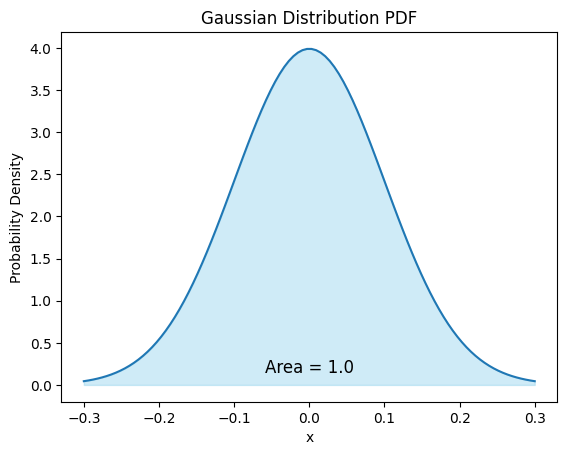 Gaussian Distribution PDF
Probability Density
4.0
3.5
3.0
2.5
2.0
1.5
1.0
0.5
0.0
Area = 1.0
−0.3 −0.2 −0.1 0.0 0.1 0.2 0.3
x